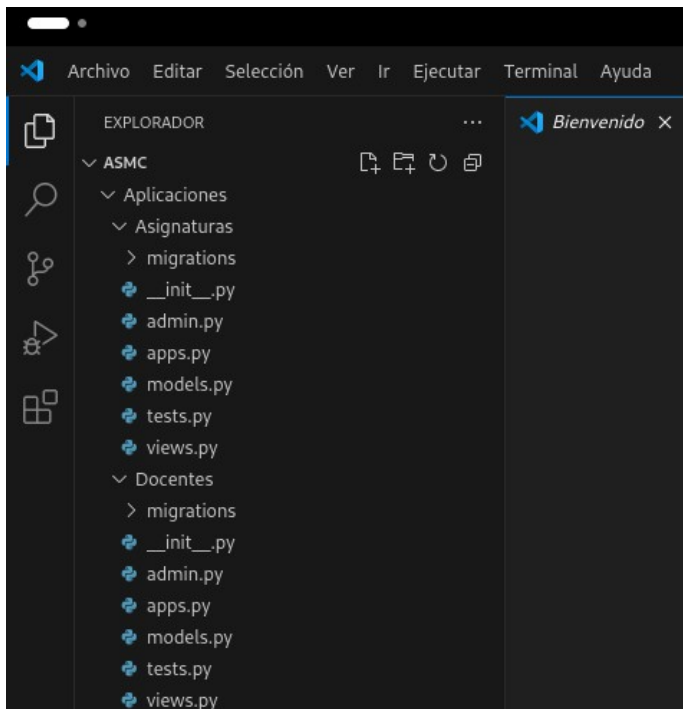 Archivo Editar Selección Ver Ir Ejecutar Terminal Ayuda
EXPLORADOR ... Bienvenido
ASMC
Aplicaciones
Asignaturas
migrations
__init__.py
admin.py
apps.py
models.py
tests.py
views.py
Docentes
migrations
__init__.py
admin.py
apps.py
models.py
tests.py
views.py